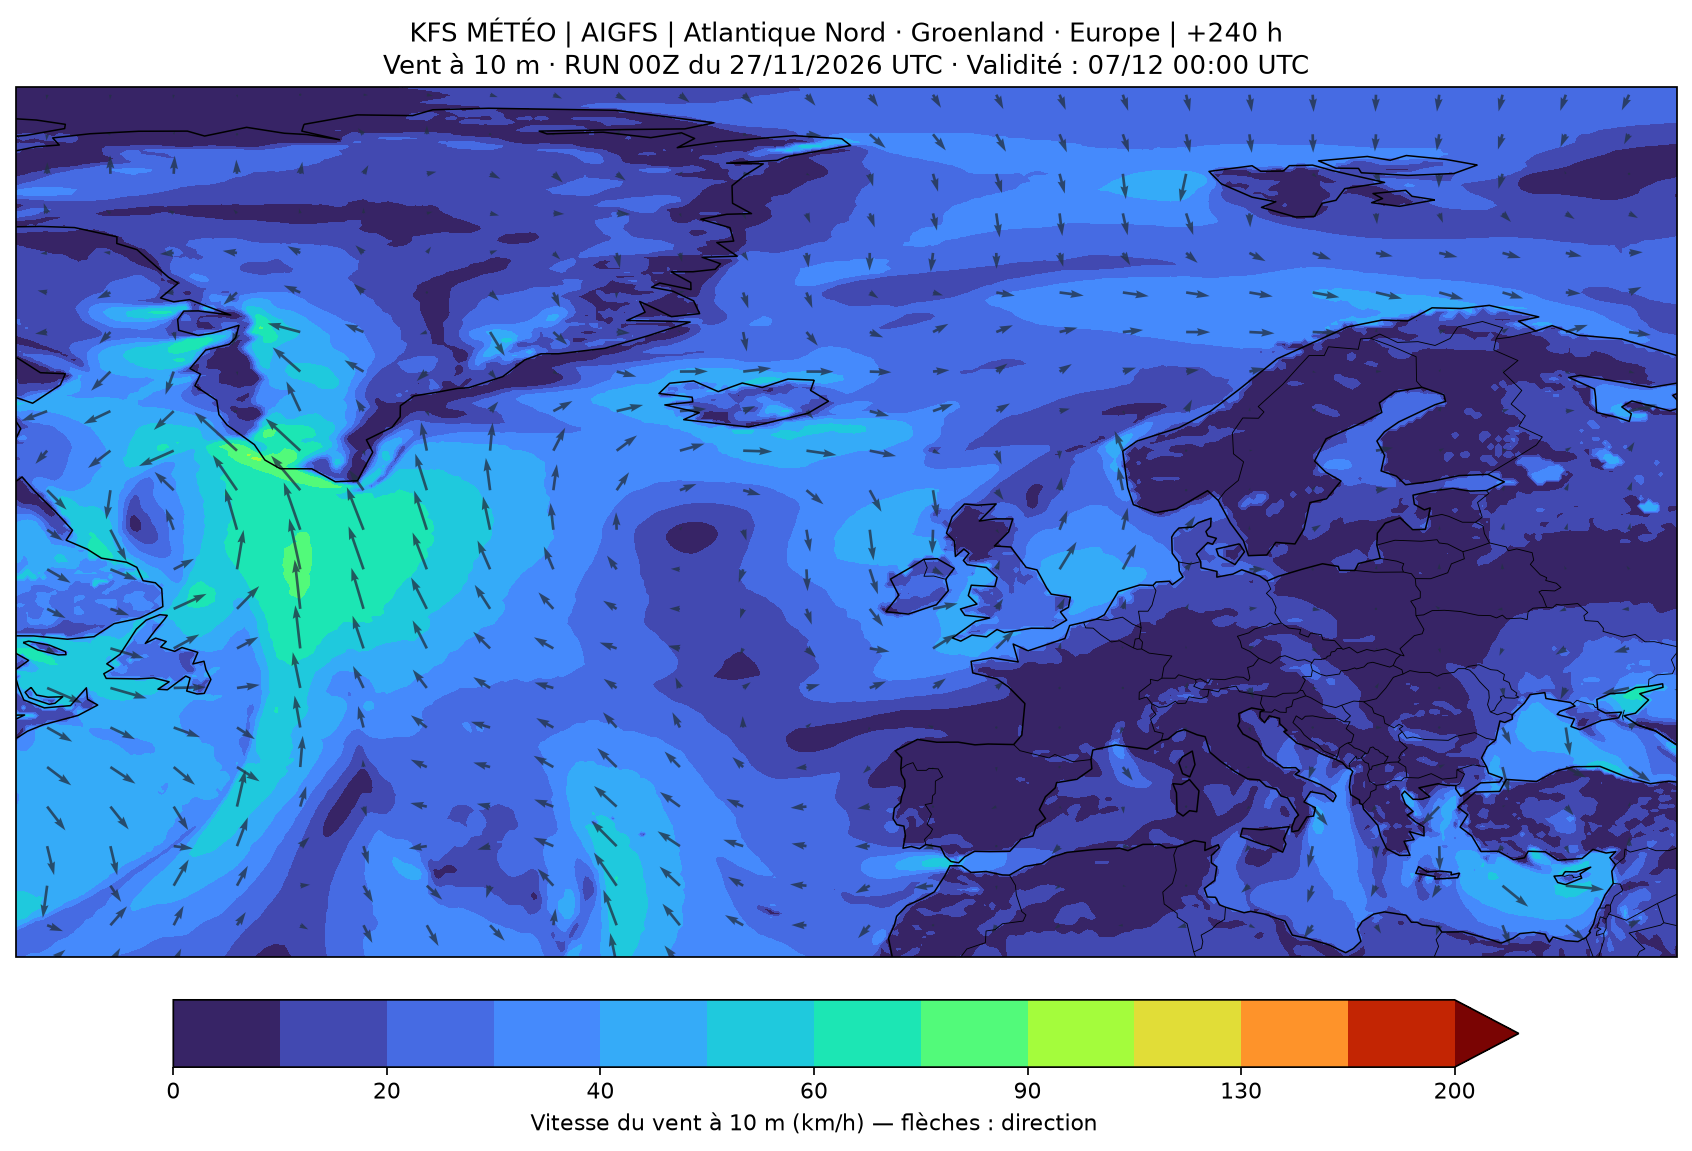 KFS MÉTÉO | AIGFS | Atlantique Nord · Groenland · Europe | +240 h
Vent à 10 m · RUN 00Z du 27/11/2026 UTC · Validité : 07/12 00:00 UTC
0 20 40 60 90 130 200
Vitesse du vent à 10 m (km/h) — flèches : direction